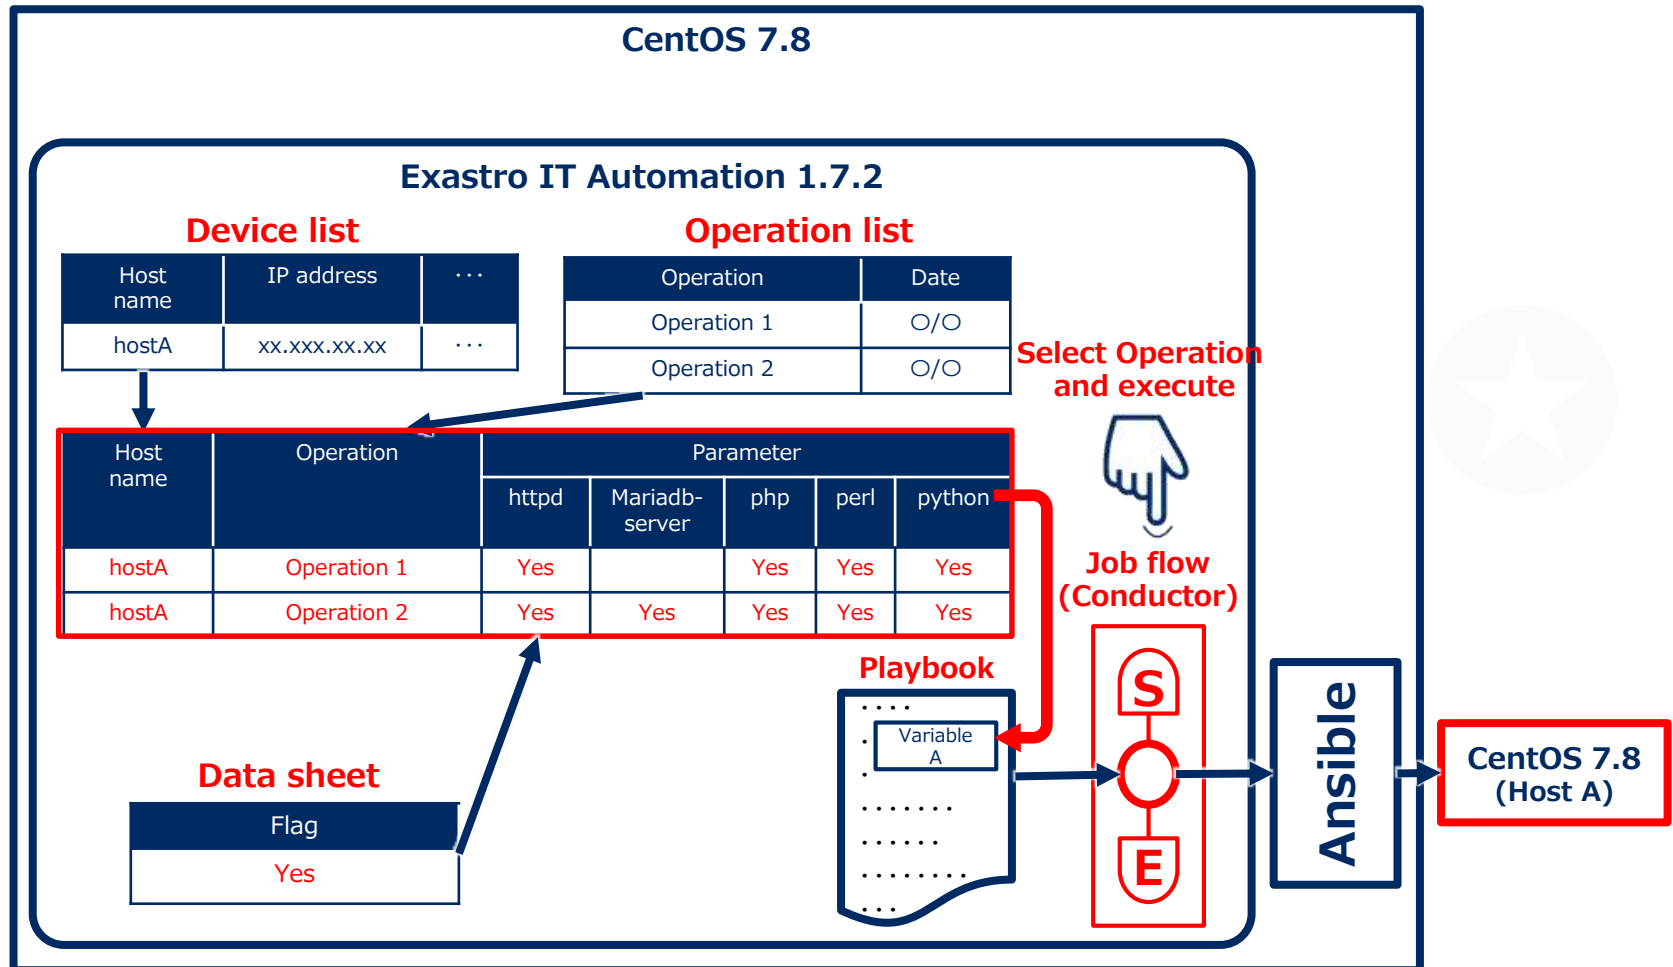 CentOS 7.8
Exastro IT Automation 1.7.2
Device list
Host name IP address ･･･
hostA xx.xxx.xx.xx ･･･
Operation list
Operation Date
Operation 1 〇/〇
Operation 2 〇/〇
Select Operation
and execute
Host name Operation Parameter
httpd Mariadb-server php perl python
hostA Operation 1 Yes Yes Yes Yes
hostA Operation 2 Yes Yes Yes Yes Yes
Job flow
(Conductor)
S
E
Playbook
････
･
Variable
A
･
･･･････
･･････
････････
･･･
Data sheet
Flag
Yes
Ansible
CentOS 7.8
(Host A)